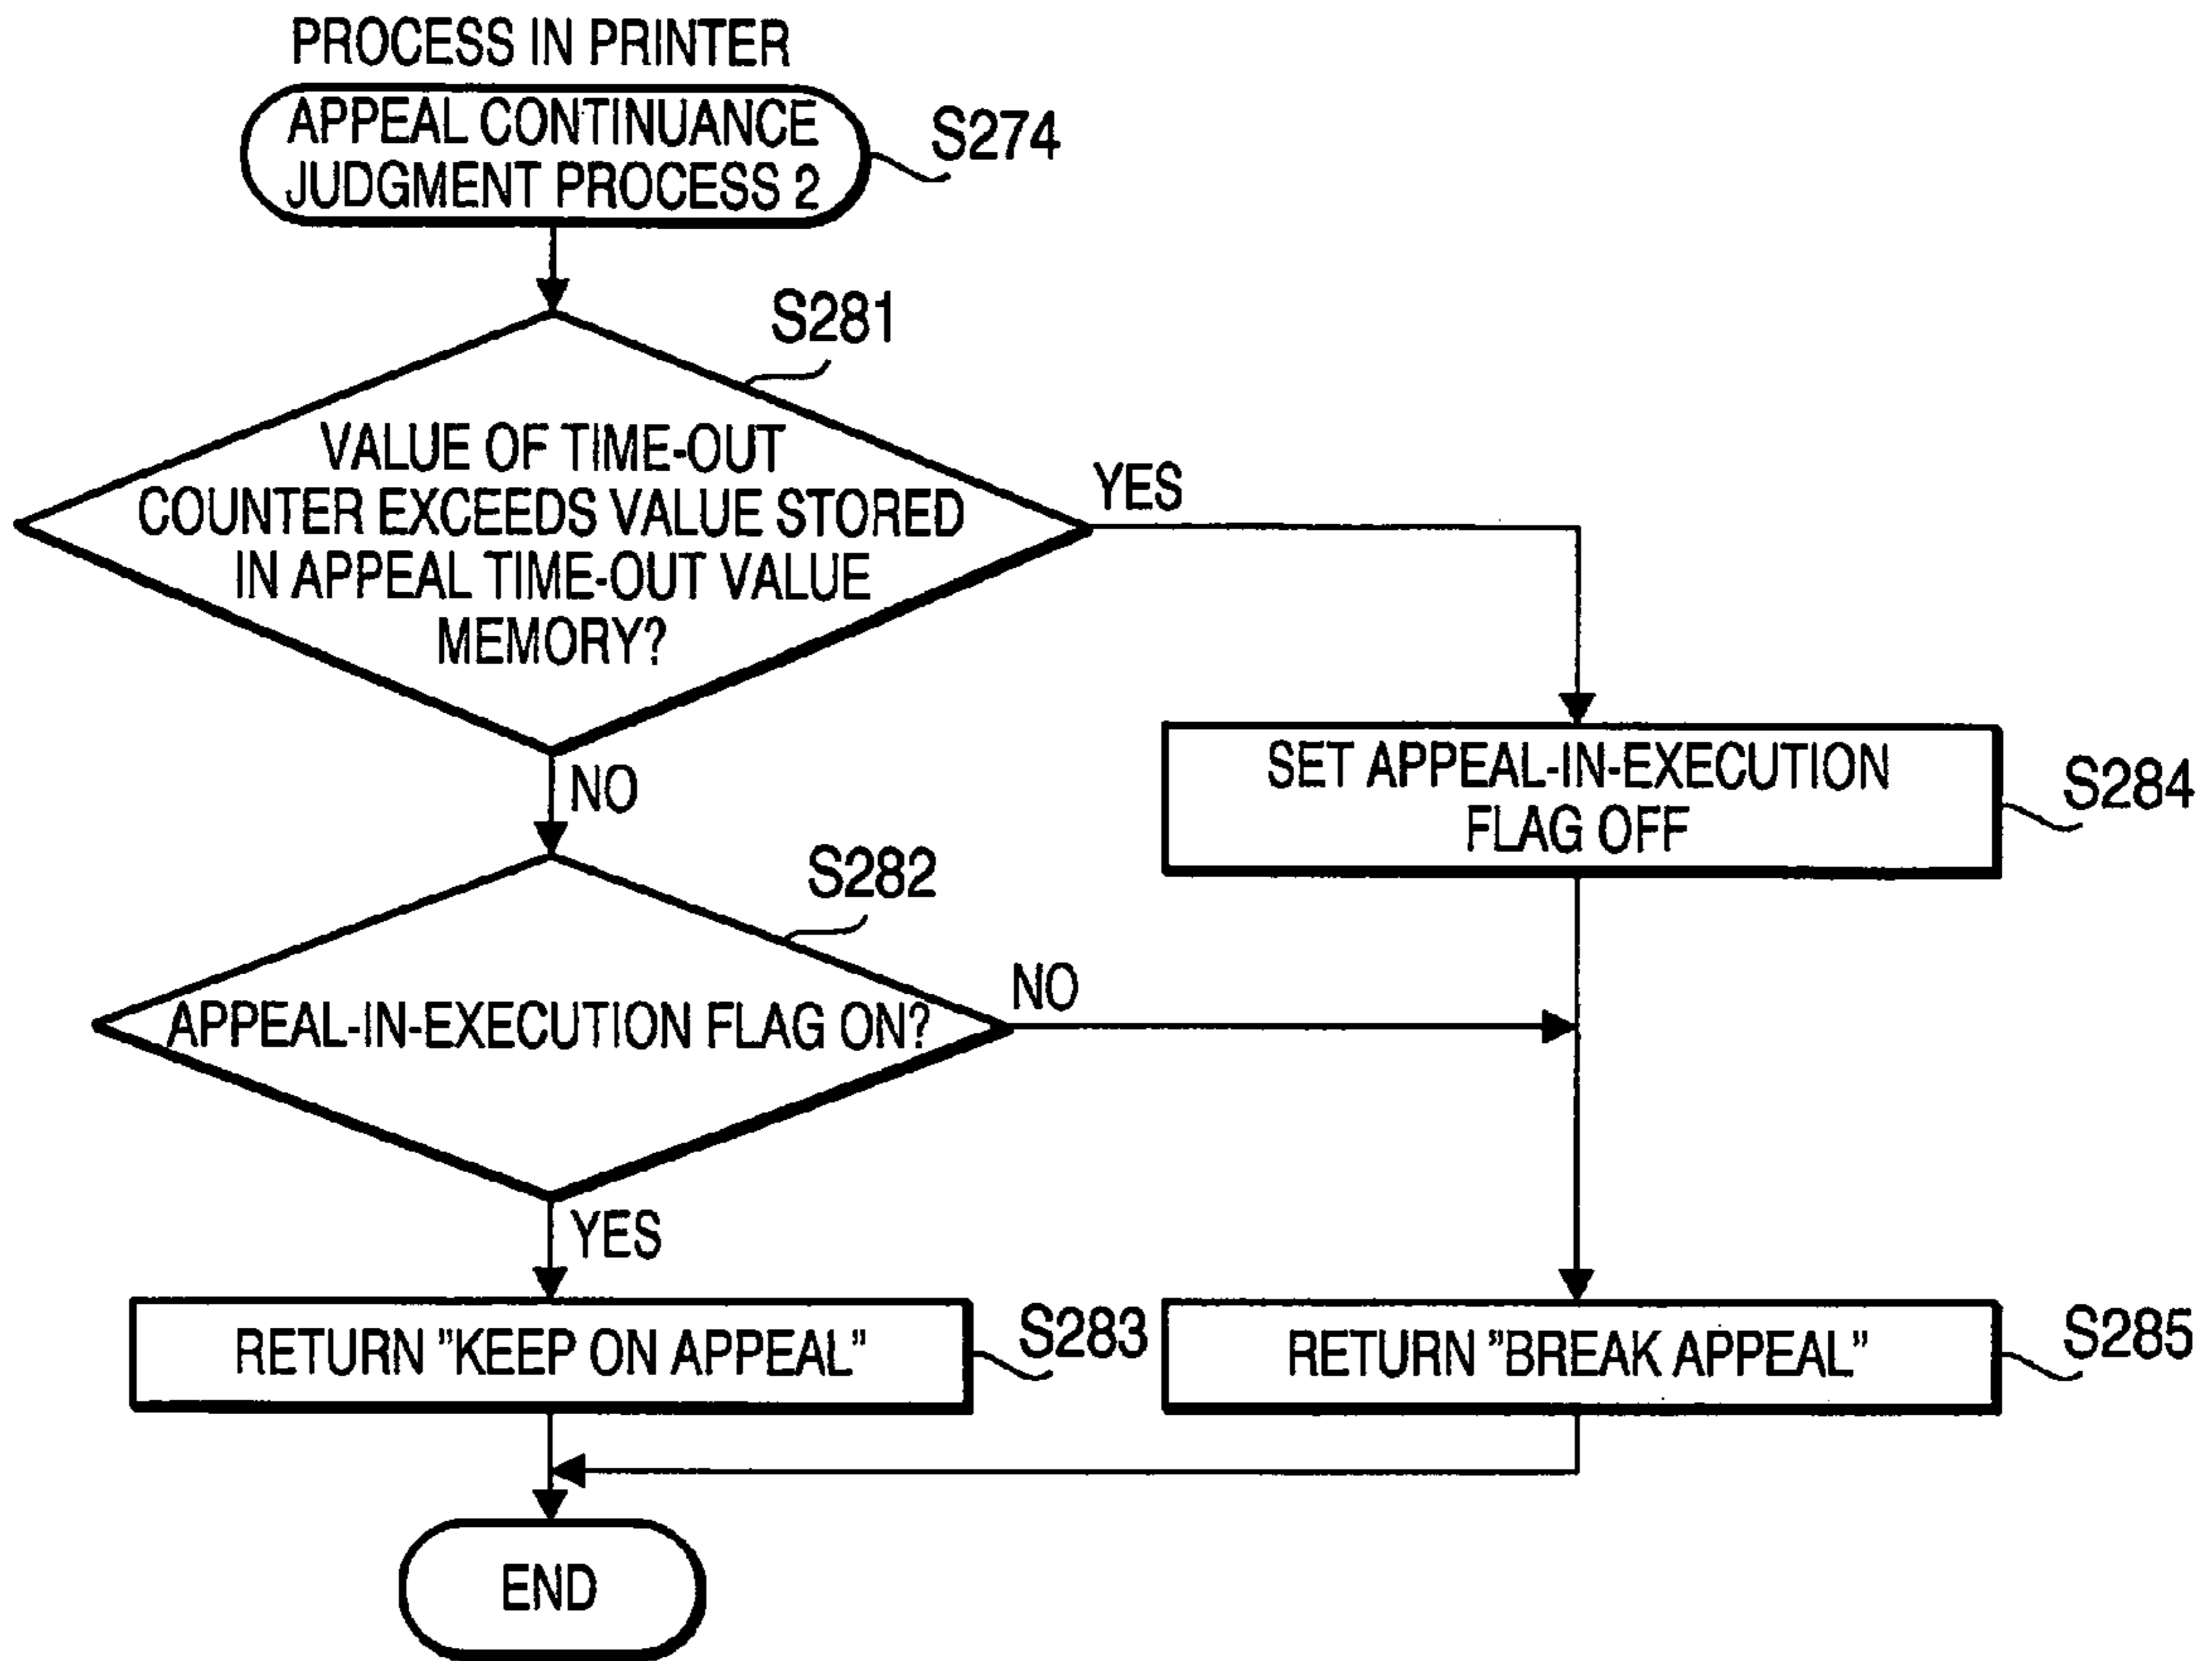 PROCESS IN PRINTER
APPEAL CONTINUANCE
JUDGMENT PROCESS 2
S274
S281
VALUE OF TIME-OUT
COUNTER EXCEEDS VALUE STORED
IN APPEAL TIME-OUT VALUE
MEMORY?
YES
NO
SET APPEAL-IN-EXECUTION
FLAG OFF
S284
S282
APPEAL-IN-EXECUTION FLAG ON?
NO
YES
RETURN "KEEP ON APPEAL"
S283
RETURN "BREAK APPEAL"
S285
END